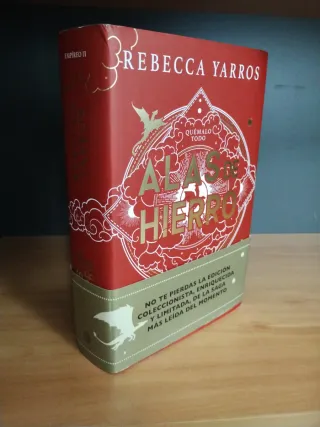 EMPÍREO II
REBECCA YARROS
QUÉMALO
TODO
ALAS DE
HIERRO
NO TE PIERDAS LA EDICIÓN
COLECCIONISTA, ENRIQUECIDA
Y LIMITADA, DE LA SAGA
MÁS LEÍDA DEL MOMENTO